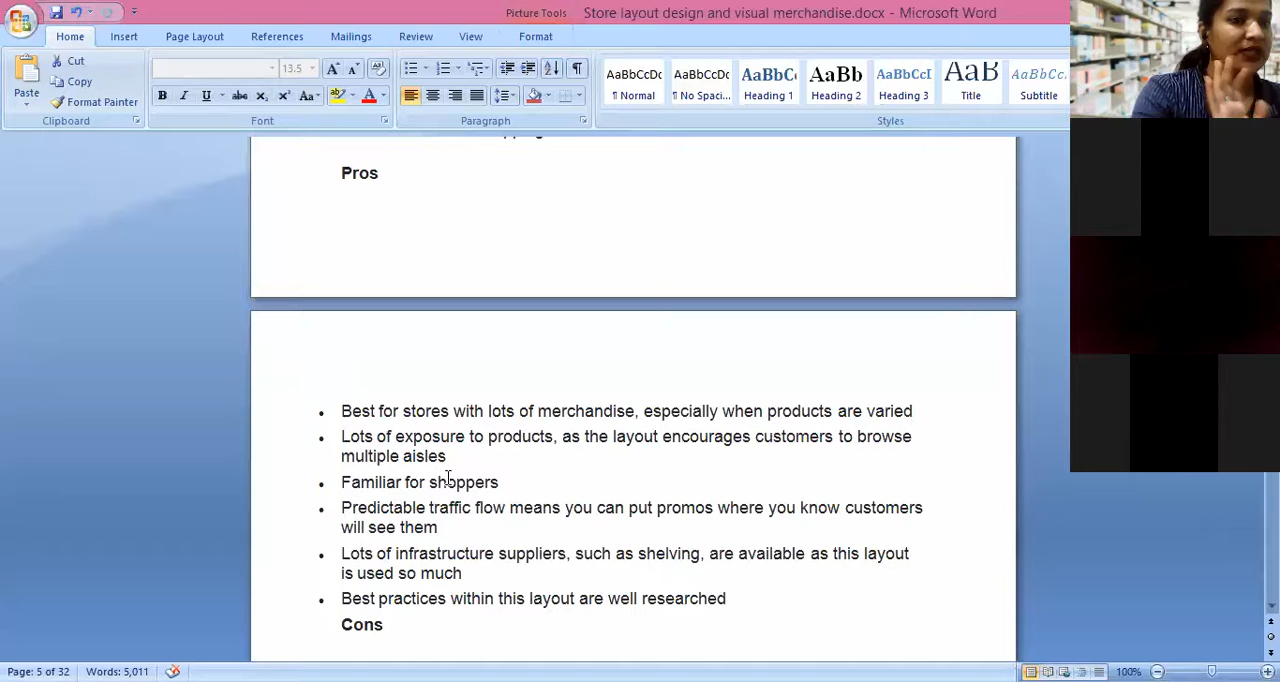 Picture Tools
Store layout design and visual merchandise.docx - Microsoft Word
Home Insert Page Layout References Mailings Review View Format
Paste
Cut
Copy
Format Painter
13.5
B I U abc X₂ X² Aa
AaBbCcDc AaBbCcDc AaBbC AaBb AaBbCcI AaB AaBbCcI
¶ Normal ¶ No Spaci... Heading 1 Heading 2 Heading 3 Title Subtitle
Clipboard Font Paragraph Styles
Pros
• Best for stores with lots of merchandise, especially when products are varied
• Lots of exposure to products, as the layout encourages customers to browse
multiple aisles
• Familiar for shoppers
• Predictable traffic flow means you can put promos where you know customers
will see them
• Lots of infrastructure suppliers, such as shelving, are available as this layout
is used so much
• Best practices within this layout are well researched
Cons
Page: 5 of 32 Words: 5,011 100%